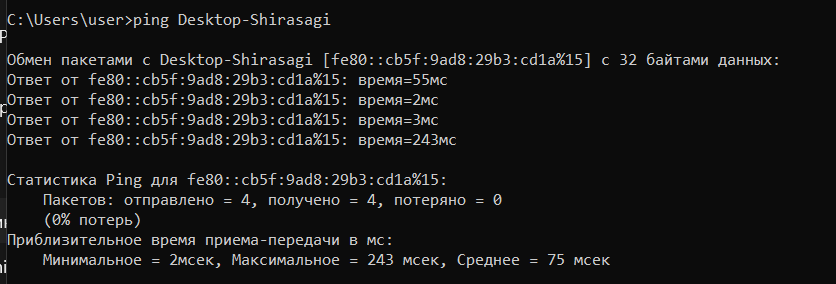 C:\Users\user>ping Desktop-Shirasagi
Обмен пакетами с Desktop-Shirasagi [fe80::cb5f:9ad8:29b3:cd1a%15] с 32 байтами данных:
Ответ от fe80::cb5f:9ad8:29b3:cd1a%15: время=55мс
Ответ от fe80::cb5f:9ad8:29b3:cd1a%15: время=2мс
Ответ от fe80::cb5f:9ad8:29b3:cd1a%15: время=3мс
Ответ от fe80::cb5f:9ad8:29b3:cd1a%15: время=243мс
Статистика Ping для fe80::cb5f:9ad8:29b3:cd1a%15:
Пакетов: отправлено = 4, получено = 4, потеряно = 0
(0% потерь)
Приблизительное время приема-передачи в мс:
Минимальное = 2мсек, Максимальное = 243 мсек, Среднее = 75 мсек